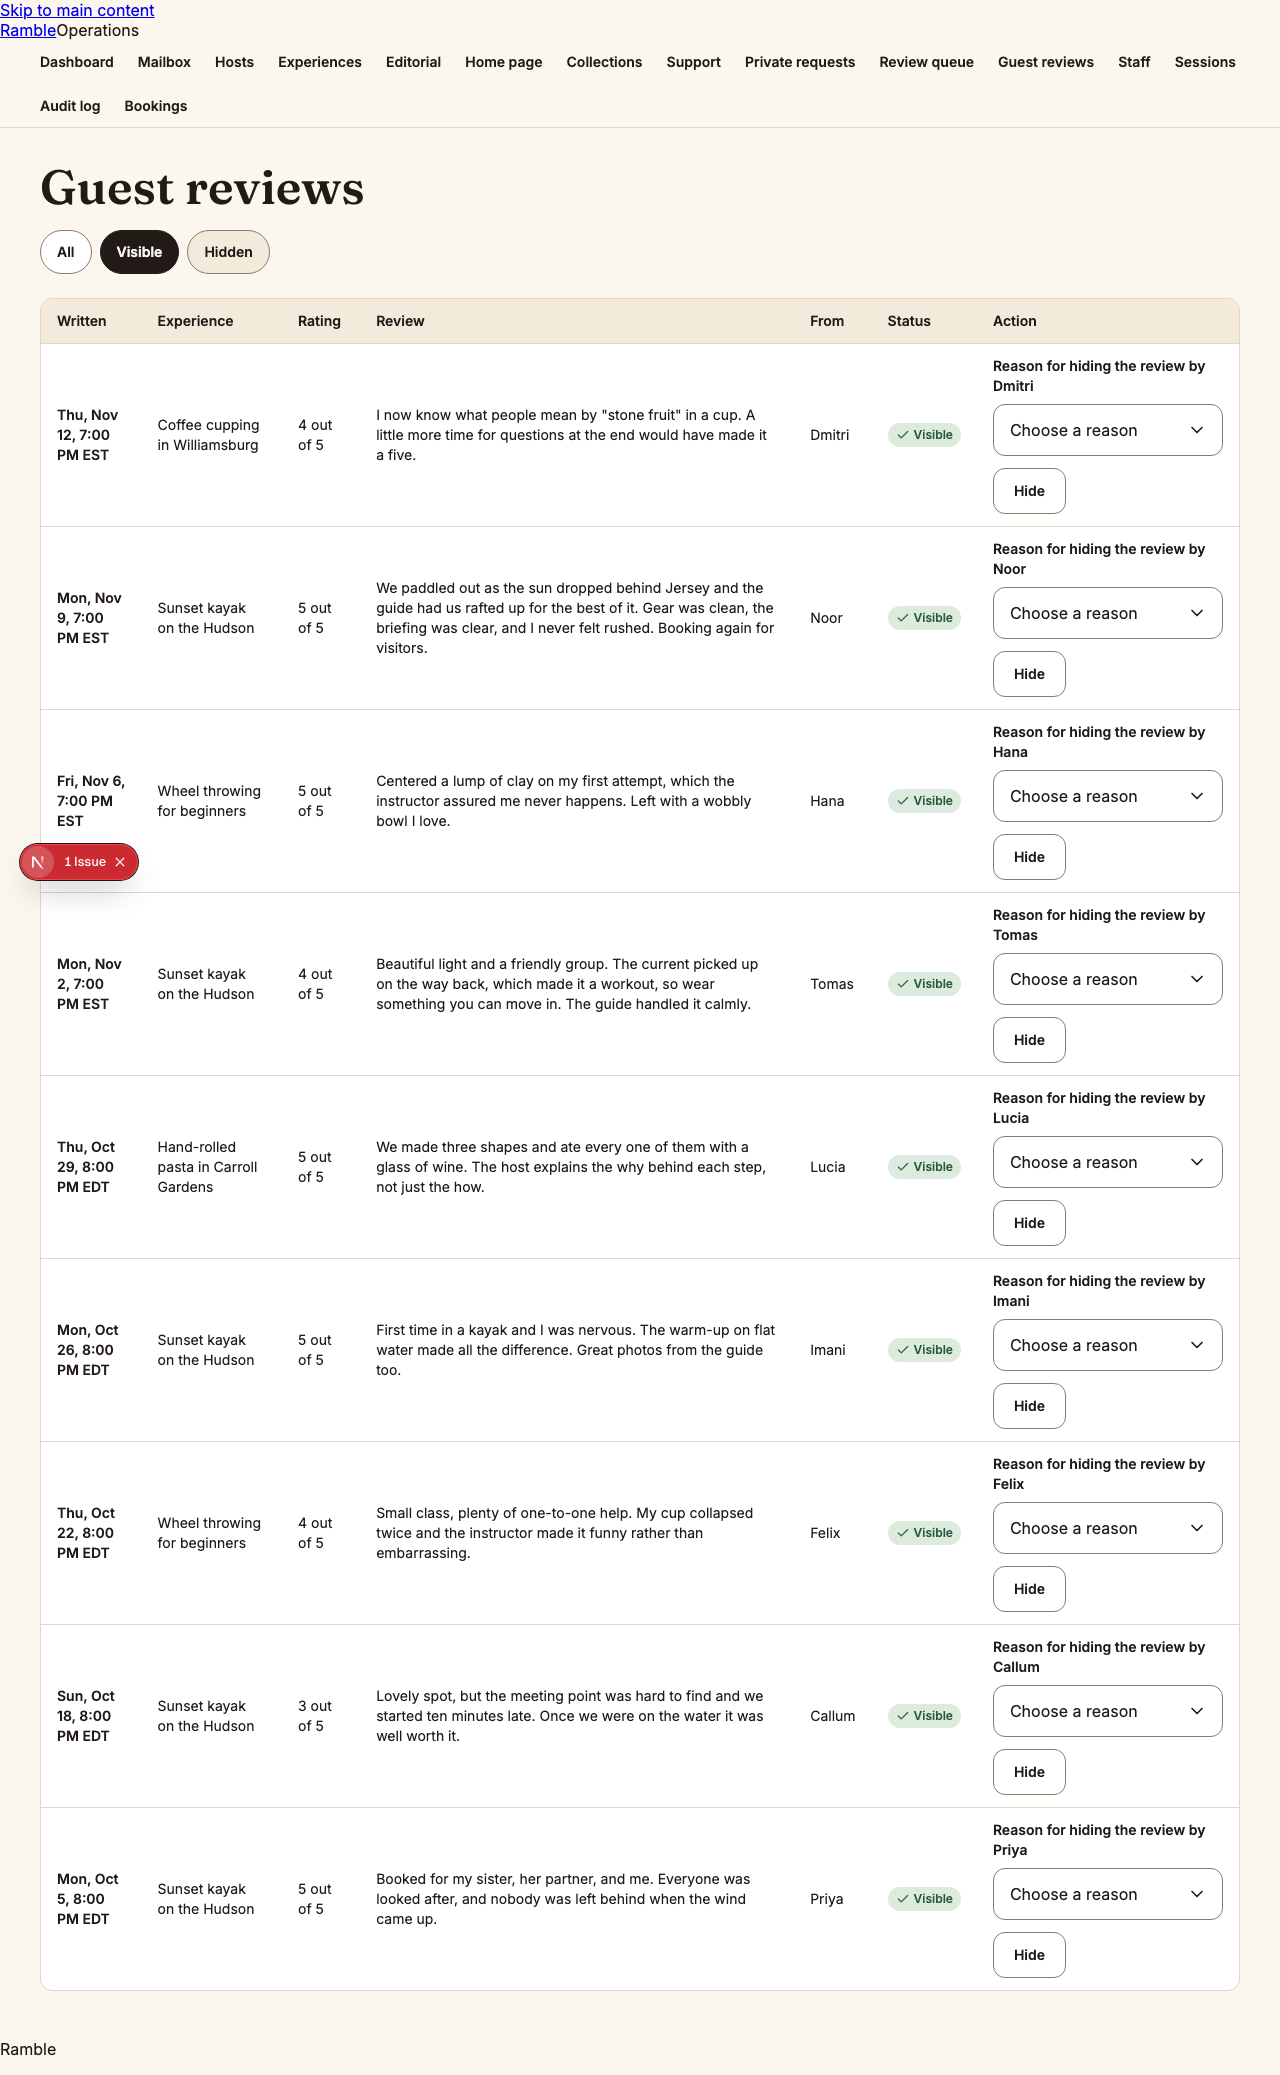 Skip to main content
RambleOperations
Dashboard Mailbox Hosts Experiences Editorial Home page Collections Support Private requests Review queue Guest reviews Staff Sessions
Audit log Bookings
Guest reviews
All Visible Hidden
Written Experience Rating Review From Status Action
Thu, Nov 12, 7:00 PM EST
Coffee cupping in Williamsburg
4 out of 5
I now know what people mean by "stone fruit" in a cup. A
little more time for questions at the end would have made it
a five.
Dmitri
Visible
Reason for hiding the review by
Dmitri
Choose a reason
Hide
Mon, Nov 9, 7:00 PM EST
Sunset kayak on the Hudson
5 out of 5
We paddled out as the sun dropped behind Jersey and the
guide had us rafted up for the best of it. Gear was clean, the
briefing was clear, and I never felt rushed. Booking again for
visitors.
Noor
Visible
Reason for hiding the review by
Noor
Choose a reason
Hide
Fri, Nov 6, 7:00 PM EST
Wheel throwing for beginners
5 out of 5
Centered a lump of clay on my first attempt, which the
instructor assured me never happens. Left with a wobbly
bowl I love.
Hana
Visible
Reason for hiding the review by
Hana
Choose a reason
Hide
1 Issue
Mon, Nov 2, 7:00 PM EST
Sunset kayak on the Hudson
4 out of 5
Beautiful light and a friendly group. The current picked up
on the way back, which made it a workout, so wear
something you can move in. The guide handled it calmly.
Tomas
Visible
Reason for hiding the review by
Tomas
Choose a reason
Hide
Thu, Oct 29, 8:00 PM EDT
Hand-rolled pasta in Carroll Gardens
5 out of 5
We made three shapes and ate every one of them with a
glass of wine. The host explains the why behind each step,
not just the how.
Lucia
Visible
Reason for hiding the review by
Lucia
Choose a reason
Hide
Mon, Oct 26, 8:00 PM EDT
Sunset kayak on the Hudson
5 out of 5
First time in a kayak and I was nervous. The warm-up on flat
water made all the difference. Great photos from the guide
too.
Imani
Visible
Reason for hiding the review by
Imani
Choose a reason
Hide
Thu, Oct 22, 8:00 PM EDT
Wheel throwing for beginners
4 out of 5
Small class, plenty of one-to-one help. My cup collapsed
twice and the instructor made it funny rather than
embarrassing.
Felix
Visible
Reason for hiding the review by
Felix
Choose a reason
Hide
Sun, Oct 18, 8:00 PM EDT
Sunset kayak on the Hudson
3 out of 5
Lovely spot, but the meeting point was hard to find and we
started ten minutes late. Once we were on the water it was
well worth it.
Callum
Visible
Reason for hiding the review by
Callum
Choose a reason
Hide
Mon, Oct 5, 8:00 PM EDT
Sunset kayak on the Hudson
5 out of 5
Booked for my sister, her partner, and me. Everyone was
looked after, and nobody was left behind when the wind
came up.
Priya
Visible
Reason for hiding the review by
Priya
Choose a reason
Hide
Ramble